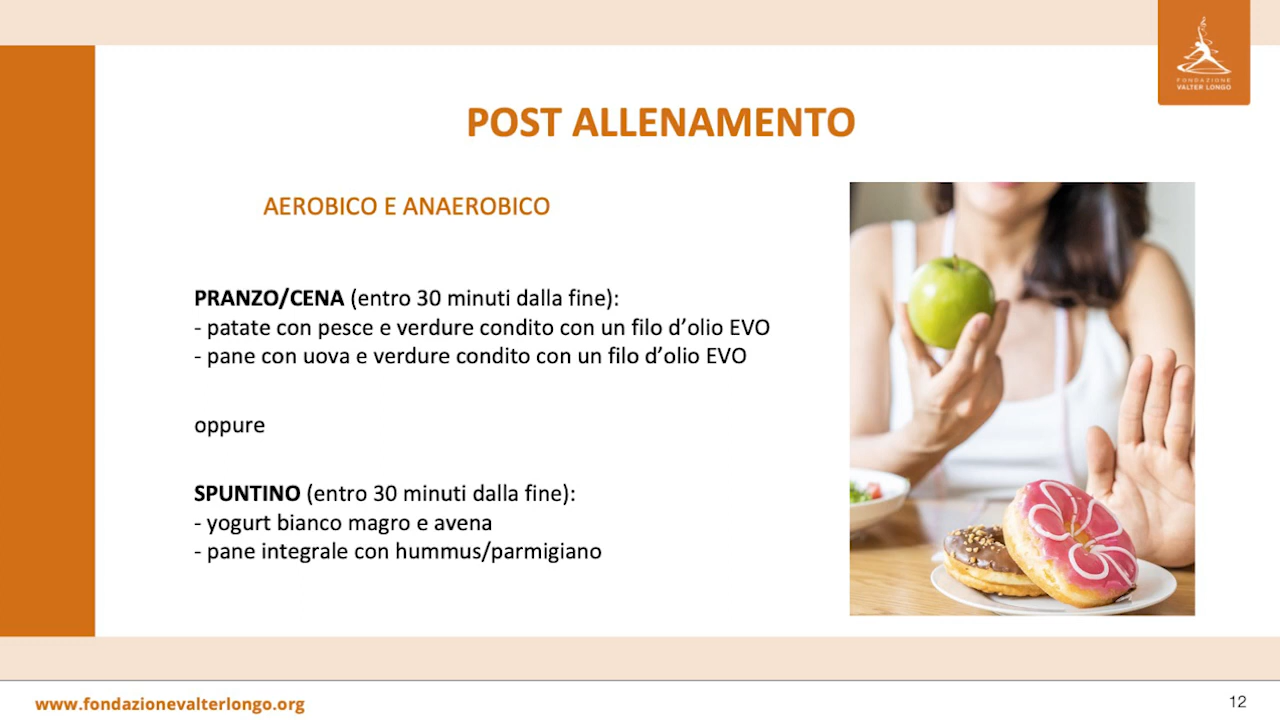 FONDAZIONE
VALTER LONGO
POST ALLENAMENTO
AEROBICO E ANAEROBICO
PRANZO/CENA (entro 30 minuti dalla fine):
- patate con pesce e verdure condito con un filo d’olio EVO
- pane con uova e verdure condito con un filo d’olio EVO
oppure
SPUNTINO (entro 30 minuti dalla fine):
- yogurt bianco magro e avena
- pane integrale con hummus/parmigiano
www.fondazionevalterlongo.org
12